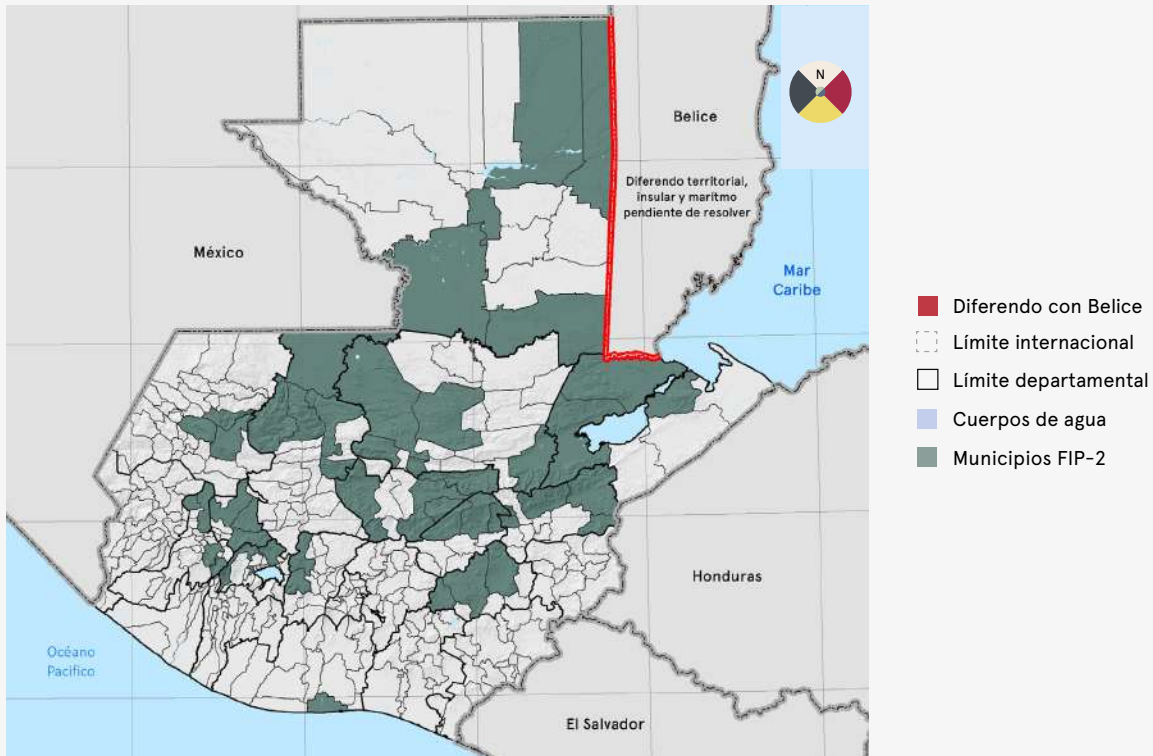 N
Belice
Diferendo territorial,
insular y marítmo
pendiente de resolver
México
Mar
Caribe
Honduras
Océano
Pacífico
El Salvador
Diferendo con Belice
Límite internacional
Límite departamental
Cuerpos de agua
Municipios FIP-2